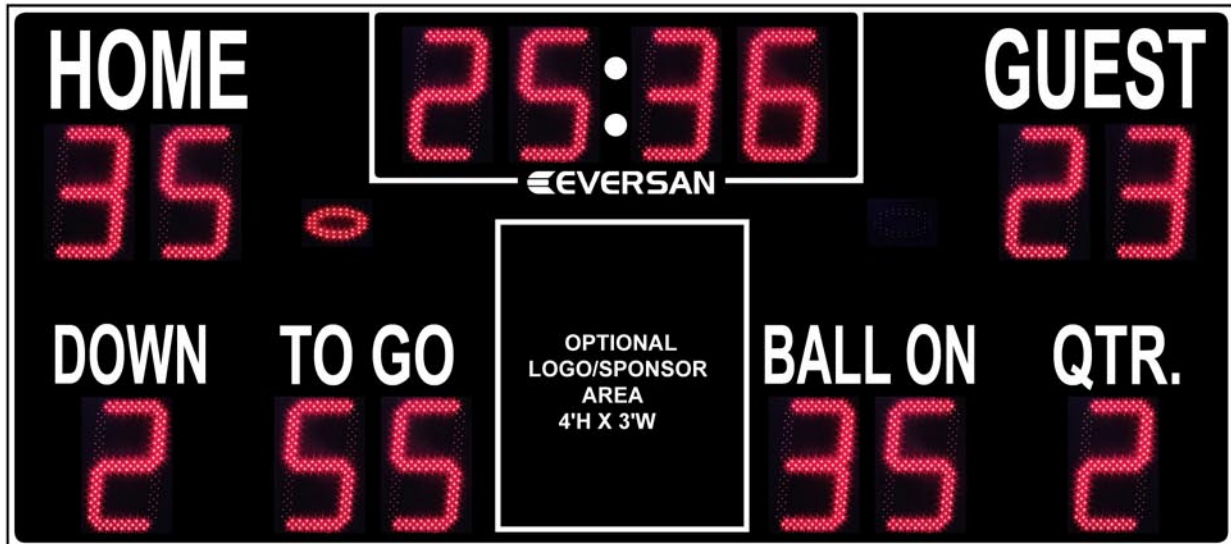 HOME
25:36
GUEST
35
23
EVERSAN
DOWN
TO GO
BALL ON
QTR.
OPTIONAL
LOGO/SPONSOR
AREA
4'H X 3'W
2
55
35
2